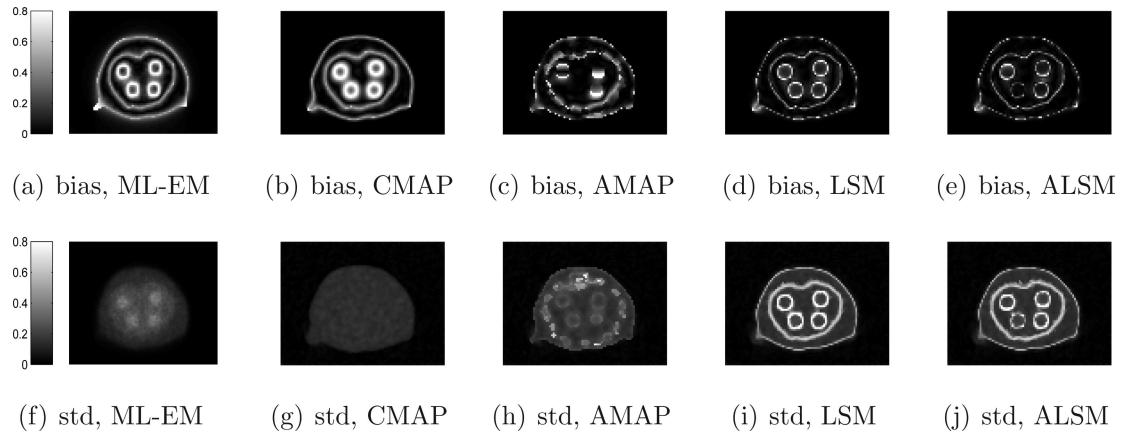 0.8
0.6
0.4
0.2
0
(a) bias, ML-EM
(b) bias, CMAP
(c) bias, AMAP
(d) bias, LSM
(e) bias, ALSM
0.8
0.6
0.4
0.2
0
(f) std, ML-EM
(g) std, CMAP
(h) std, AMAP
(i) std, LSM
(j) std, ALSM